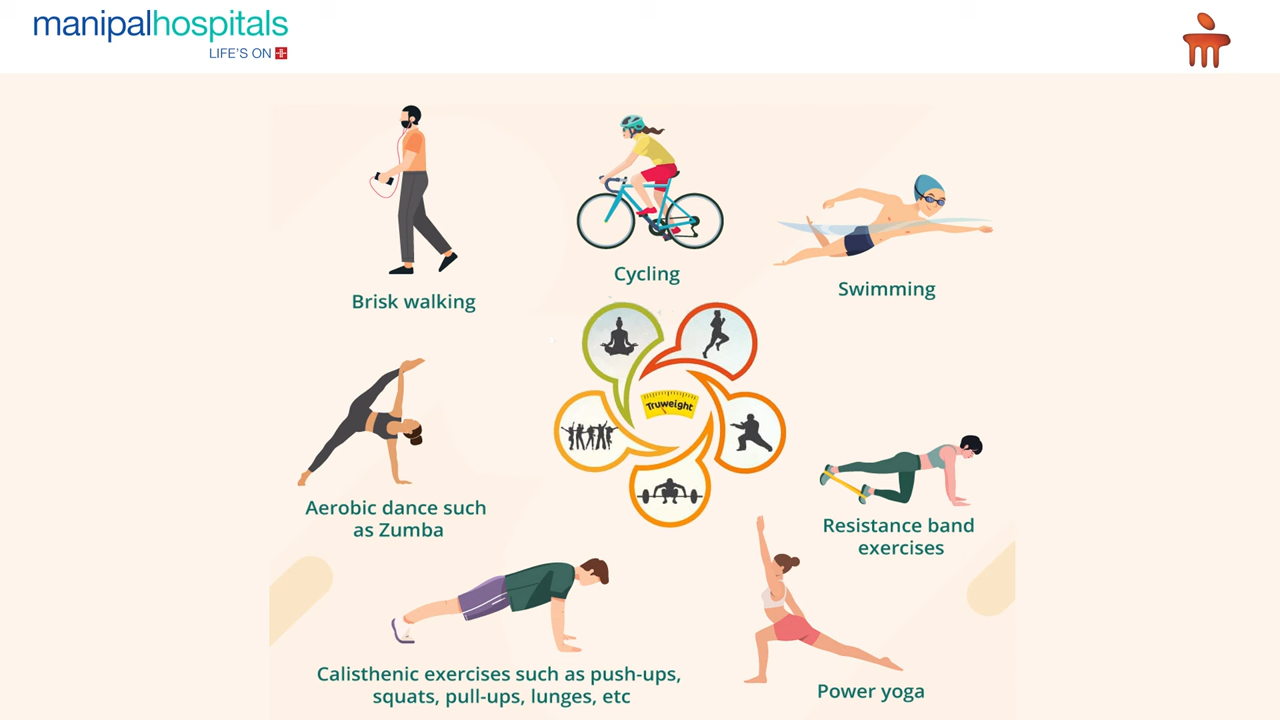 manipalhospitals
LIFE'S ON
Brisk walking
Cycling
Swimming
Truweight
Aerobic dance such
as Zumba
Resistance band
exercises
Calisthenic exercises such as push-ups,
squats, pull-ups, lunges, etc
Power yoga